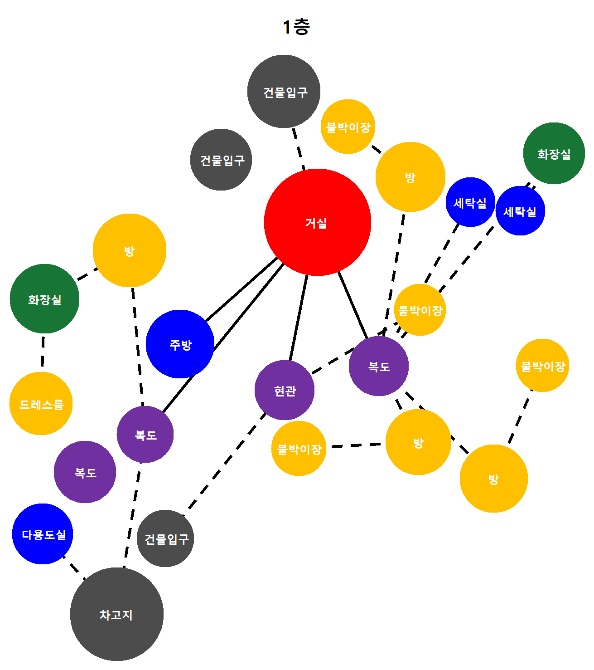 1층
건물입구
붙박이장
건물입구
화장실
방
세탁실
세탁실
거실
방
화장실
붙박이장
주방
복도
붙박이장
현관
드레스룸
복도
방
붙박이장
복도
방
다용도실
건물입구
차고지